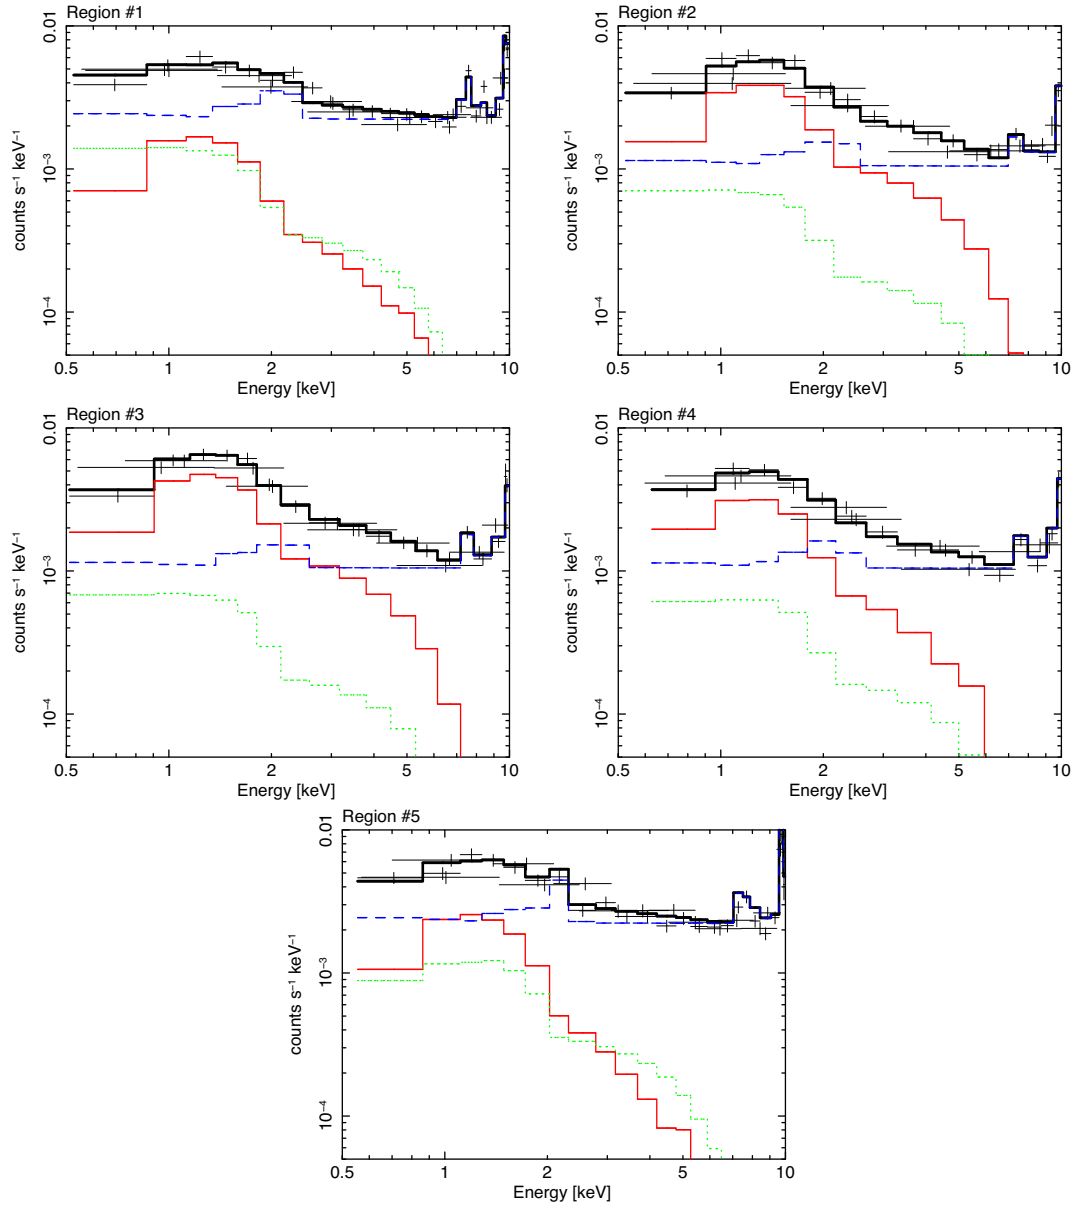 Region #1
0.01
10⁻³
10⁻⁴
counts s⁻¹ keV⁻¹
0.5 1 2 5 10
Energy [keV]
Region #2
0.01
10⁻³
10⁻⁴
counts s⁻¹ keV⁻¹
0.5 1 2 5 10
Energy [keV]
Region #3
0.01
10⁻³
10⁻⁴
counts s⁻¹ keV⁻¹
0.5 1 2 5 10
Energy [keV]
Region #4
0.01
10⁻³
10⁻⁴
counts s⁻¹ keV⁻¹
0.5 1 2 5 10
Energy [keV]
Region #5
0.01
10⁻³
10⁻⁴
counts s⁻¹ keV⁻¹
0.5 1 2 5 10
Energy [keV]